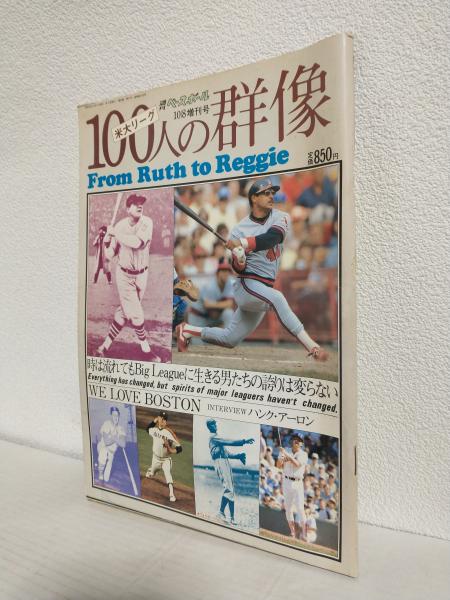 週刊ベースボール
10/8増刊号
米大リーグ
100人の群像
定価850円
From Ruth to Reggie
時は流れてもBig Leagueに生きる男たちの誇りは変らない
Everything has changed, but spirits of major leaguers haven't changed.
WE LOVE BOSTON INTERVIEW ハンク・アーロン